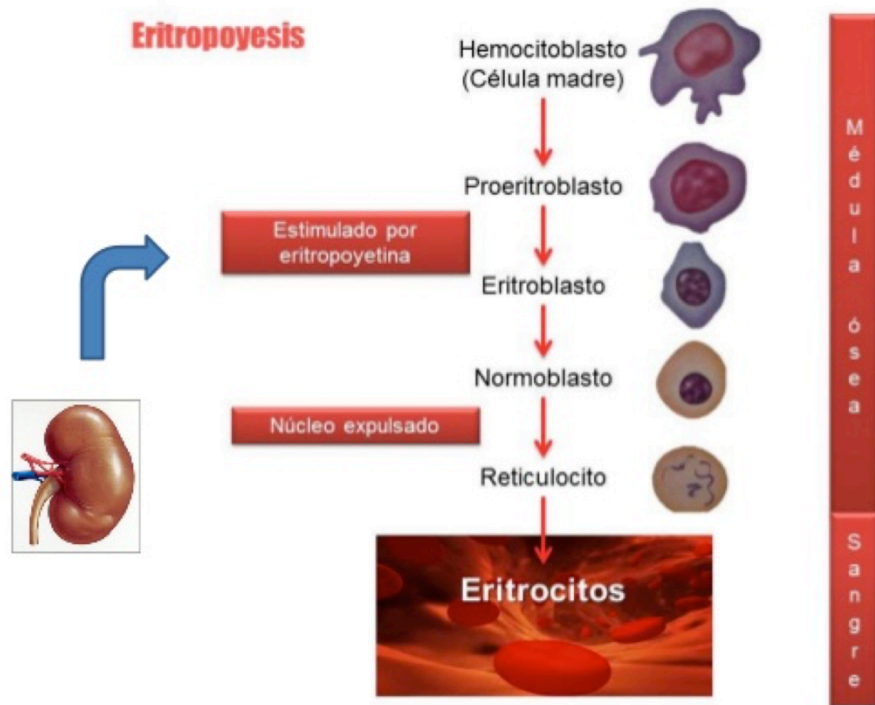 Eritropoyesis
Hemocitoblasto
(Célula madre)
Proeritroblasto
Estimulado por
eritropoyetina
Eritroblasto
Normoblasto
Núcleo expulsado
Reticulocito
Eritrocitos
Médula ósea
Sangre